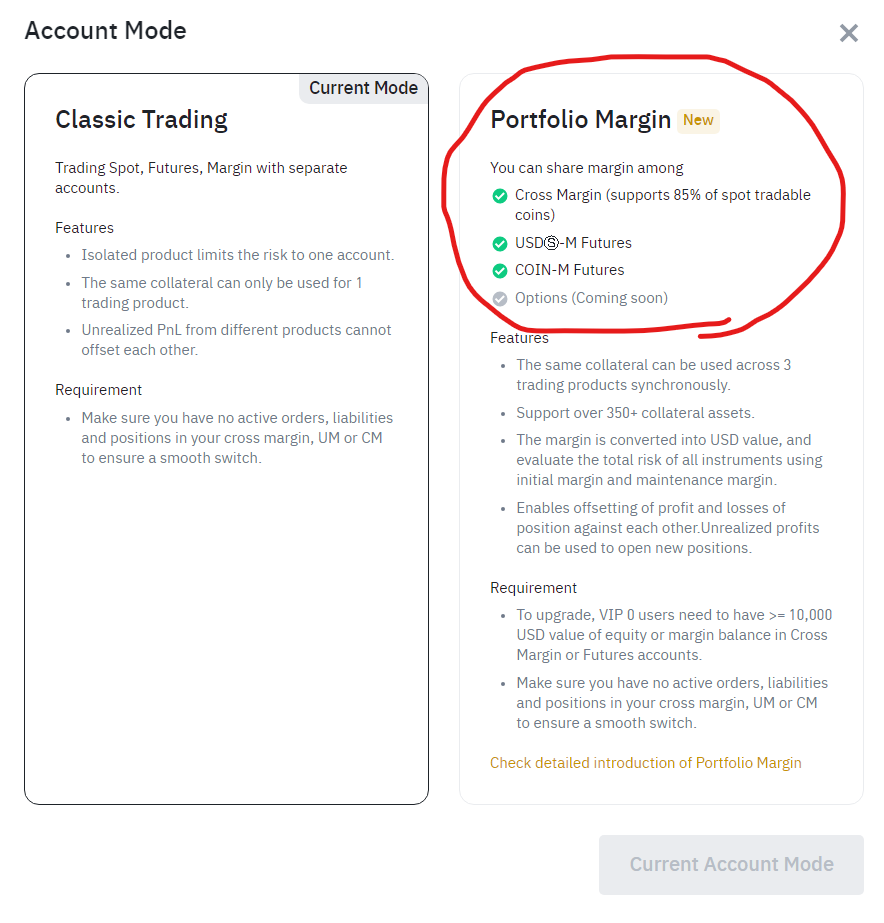 Account Mode
Current Mode
Classic Trading
Trading Spot, Futures, Margin with separate
accounts.
Features
• Isolated product limits the risk to one account.
• The same collateral can only be used for 1
trading product.
• Unrealized PnL from different products cannot
offset each other.
Requirement
• Make sure you have no active orders, liabilities
and positions in your cross margin, UM or CM
to ensure a smooth switch.
Portfolio Margin New
You can share margin among
Cross Margin (supports 85% of spot tradable
coins)
USDⓈ-M Futures
COIN-M Futures
Options (Coming soon)
Features
• The same collateral can be used across 3
trading products synchronously.
• Support over 350+ collateral assets.
• The margin is converted into USD value, and
evaluate the total risk of all instruments using
initial margin and maintenance margin.
• Enables offsetting of profit and losses of
position against each other.Unrealized profits
can be used to open new positions.
Requirement
• To upgrade, VIP 0 users need to have >= 10,000
USD value of equity or margin balance in Cross
Margin or Futures accounts.
• Make sure you have no active orders, liabilities
and positions in your cross margin, UM or CM
to ensure a smooth switch.
Check detailed introduction of Portfolio Margin
Current Account Mode